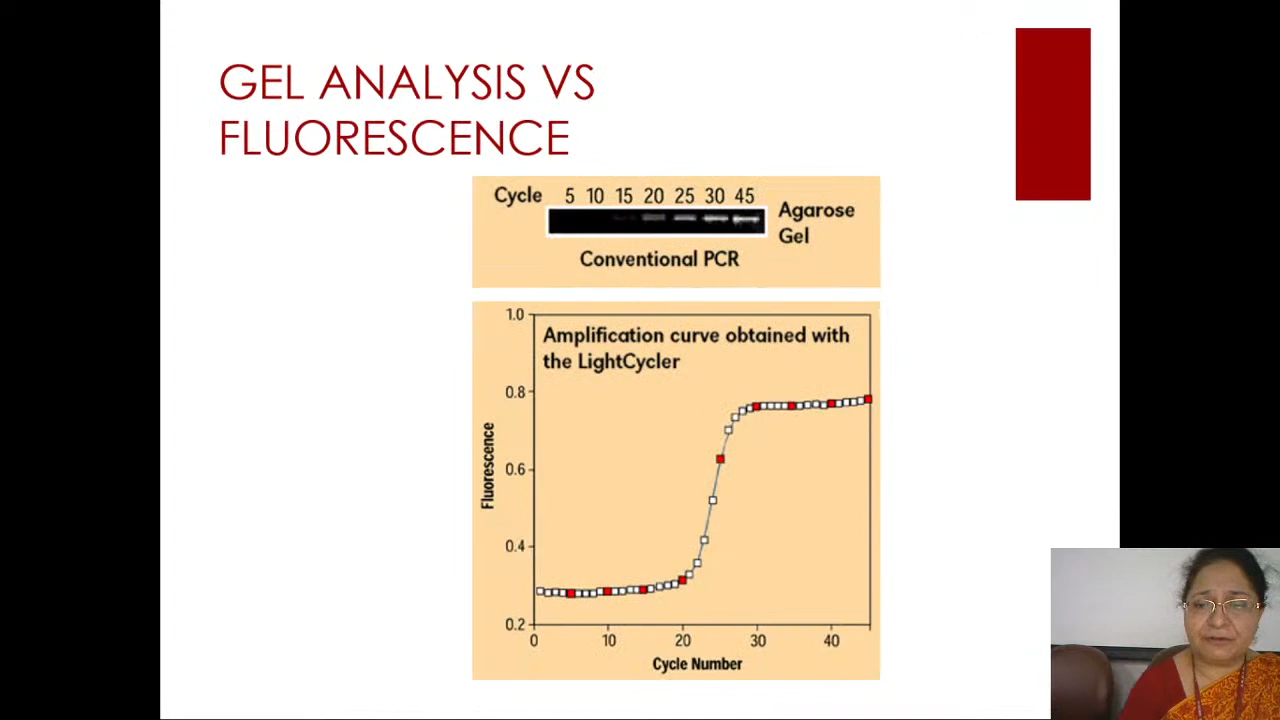 GEL ANALYSIS VS
FLUORESCENCE
Cycle 5 10 15 20 25 30 45
Agarose
Gel
Conventional PCR
Amplification curve obtained with
the LightCycler
1.0
0.8
0.6
0.4
0.2
Fluorescence
0 10 20 30 40
Cycle Number